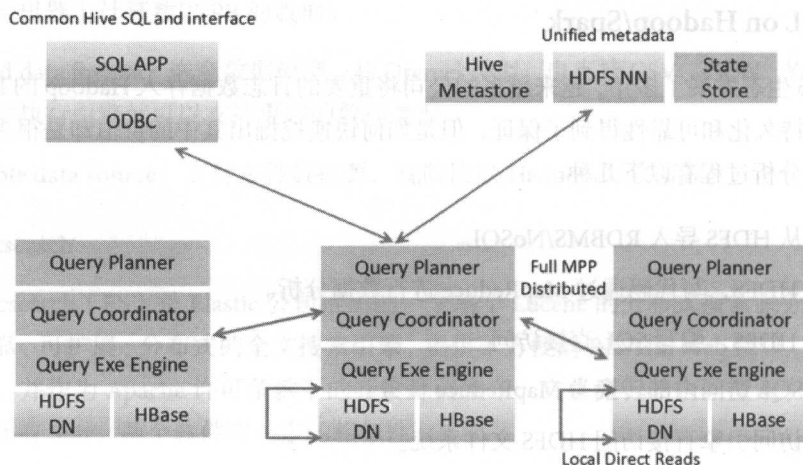 Common Hive SQL and interface
SQL APP
ODBC
Unified metadata
Hive Metastore
HDFS NN
State Store
Query Planner
Query Coordinator
Query Exe Engine
HDFS DN
HBase
Query Planner
Query Coordinator
Query Exe Engine
HDFS DN
HBase
Full MPP
Distributed
Query Planner
Query Coordinator
Query Exe Engine
HDFS DN
HBase
Local Direct Reads